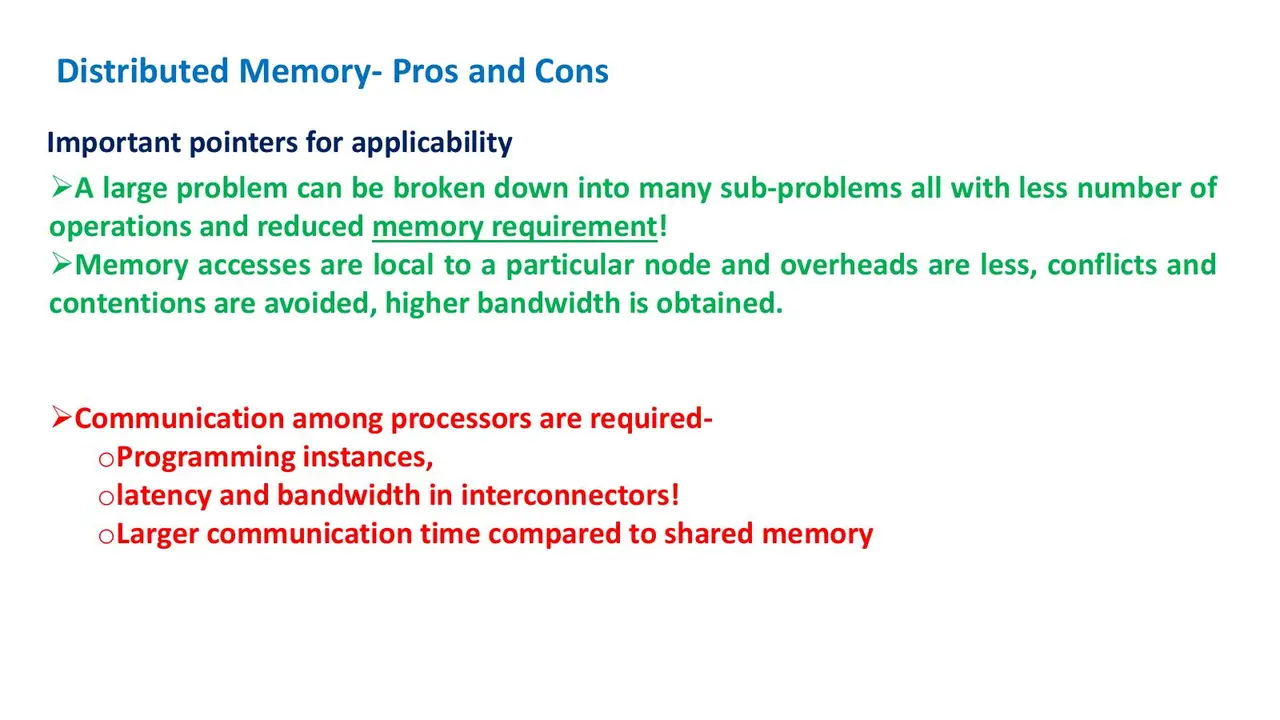 Distributed Memory- Pros and Cons
Important pointers for applicability
➢A large problem can be broken down into many sub-problems all with less number of
operations and reduced memory requirement!
➢Memory accesses are local to a particular node and overheads are less, conflicts and
contentions are avoided, higher bandwidth is obtained.
➢Communication among processors are required-
oProgramming instances,
olatency and bandwidth in interconnectors!
oLarger communication time compared to shared memory